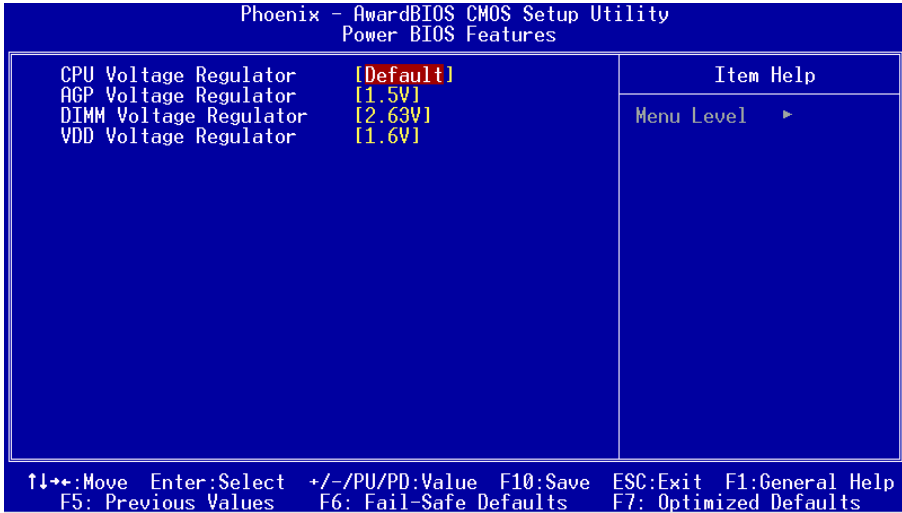 Phoenix - AwardBIOS CMOS Setup Utility
Power BIOS Features
CPU Voltage Regulator [Default]
AGP Voltage Regulator [1.5V]
DIMM Voltage Regulator [2.63V]
VDD Voltage Regulator [1.6V]
Item Help
Menu Level ►
↑↓→←:Move Enter:Select +/-/PU/PD:Value F10:Save ESC:Exit F1:General Help
F5: Previous Values F6: Fail-Safe Defaults F7: Optimized Defaults